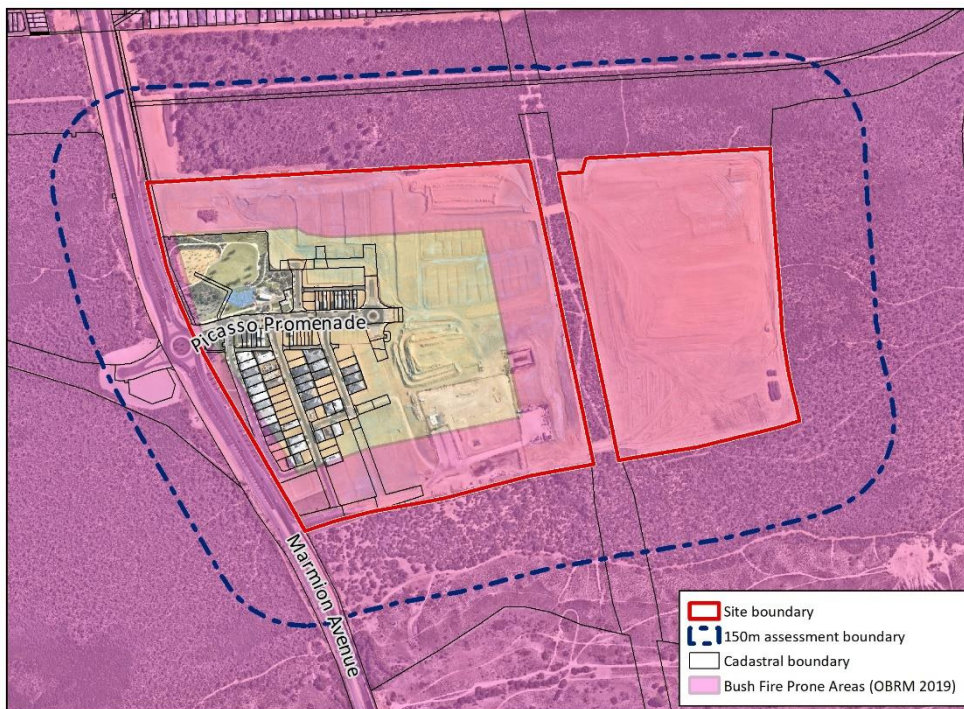 Picasso Promenade
Marmion Avenue
Site boundary
150m assessment boundary
Cadastral boundary
Bush Fire Prone Areas (OBRM 2019)